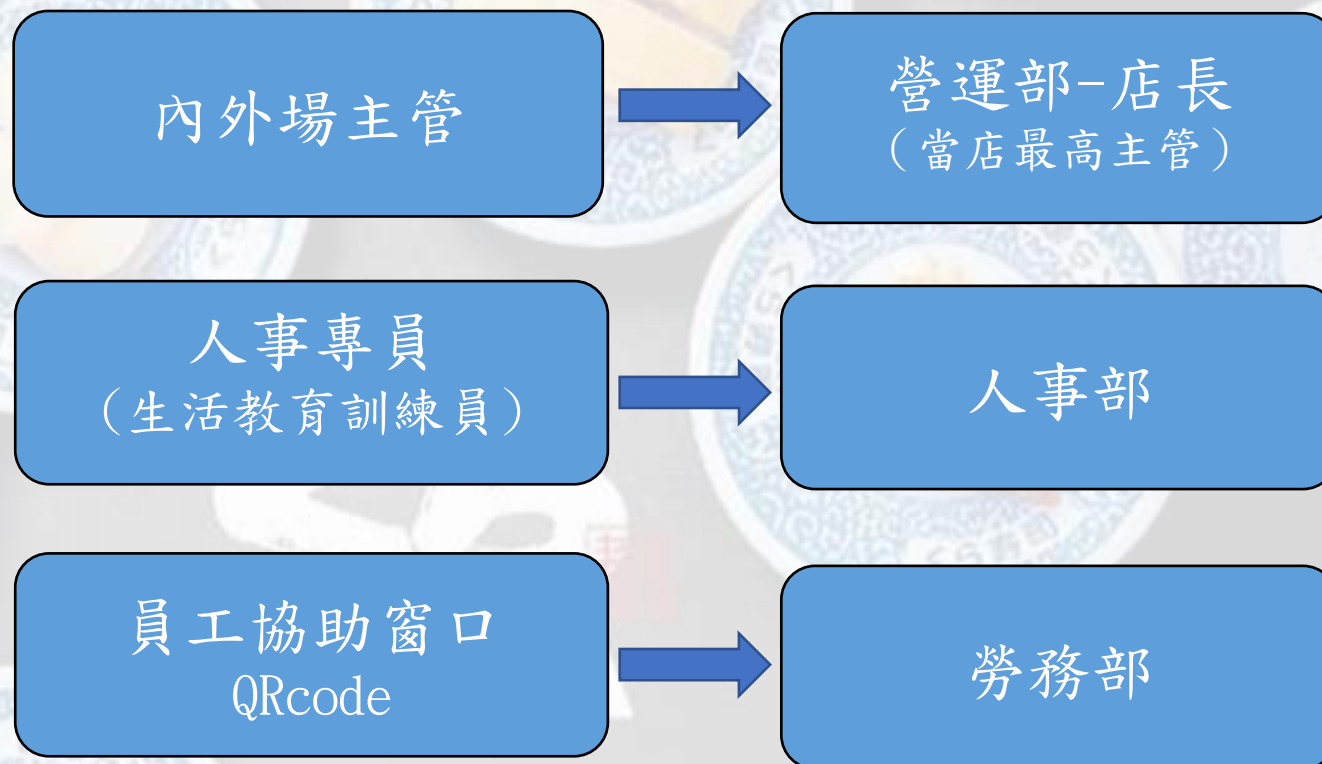 內外場主管
營運部-店長
（當店最高主管）
人事專員
（生活教育訓練員）
人事部
員工協助窗口
QRcode
勞務部